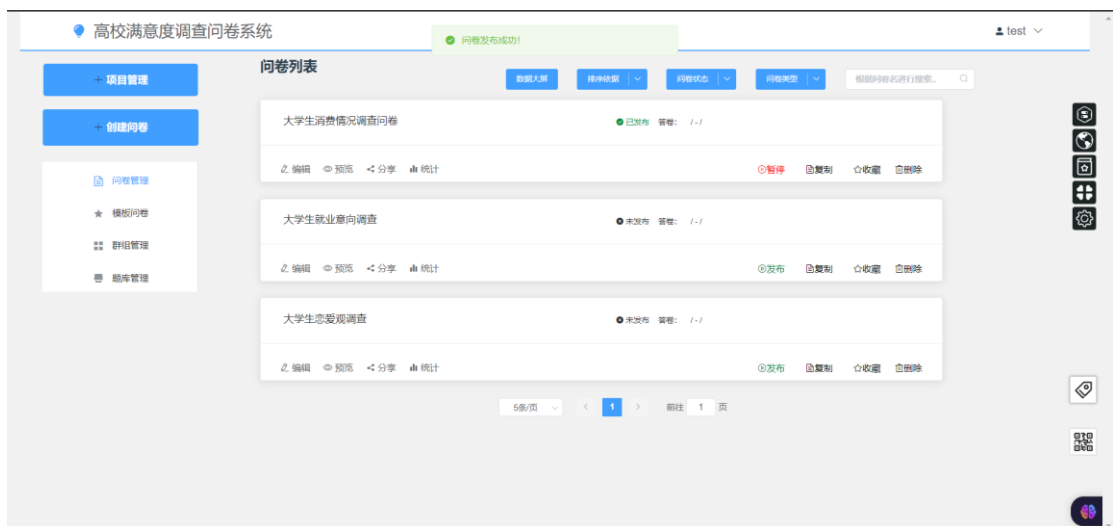 高校满意度调查问卷系统
问卷发布成功!
test
+ 项目管理
+ 创建问卷
问卷管理
模板问卷
群组管理
题库管理
问卷列表
数据大屏 排序依据 问卷状态 问卷类型 根据问卷名进行搜索..
大学生消费情况调查问卷 已发布 答卷: /-/
编辑 预览 分享 统计 暂停 复制 收藏 删除
大学生就业意向调查 未发布 答卷: /-/
编辑 预览 分享 统计 发布 复制 收藏 删除
大学生恋爱观调查 未发布 答卷: /-/
编辑 预览 分享 统计 发布 复制 收藏 删除
5条/页 < 1 > 前往 1 页